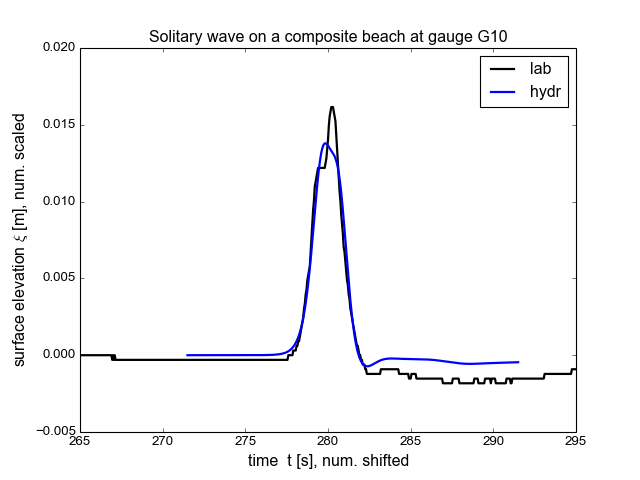 Solitary wave on a composite beach at gauge G10
0.020
0.015
0.010
0.005
0.000
−0.005
surface elevation ξ [m], num. scaled
lab
hydr
265 270 275 280 285 290 295
time t [s], num. shifted